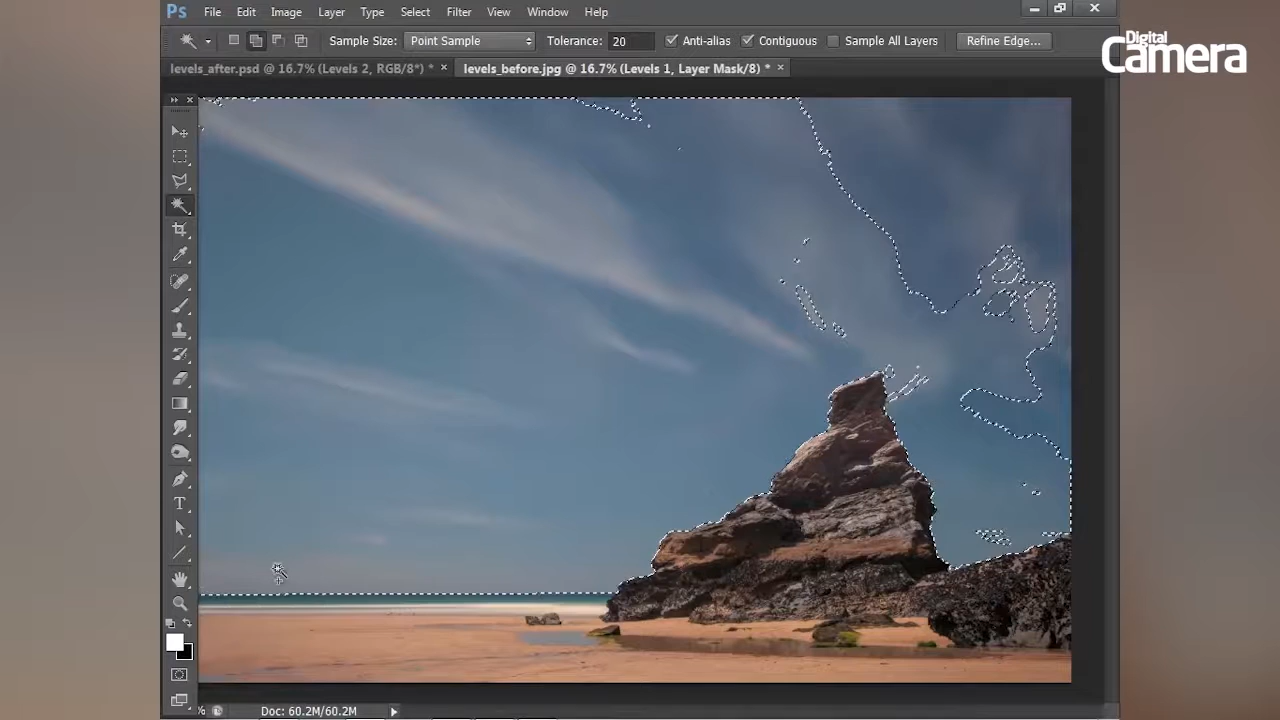 Ps File Edit Image Layer Type Select Filter View Window Help
Sample Size: Point Sample Tolerance: 20 Anti-alias Contiguous Sample All Layers Refine Edge...
Digital
Camera
levels_after.psd @ 16.7% (Levels 2, RGB/8*) * × levels_before.jpg @ 16.7% (Levels 1, Layer Mask/8) * ×
T
% Doc: 60.2M/60.2M